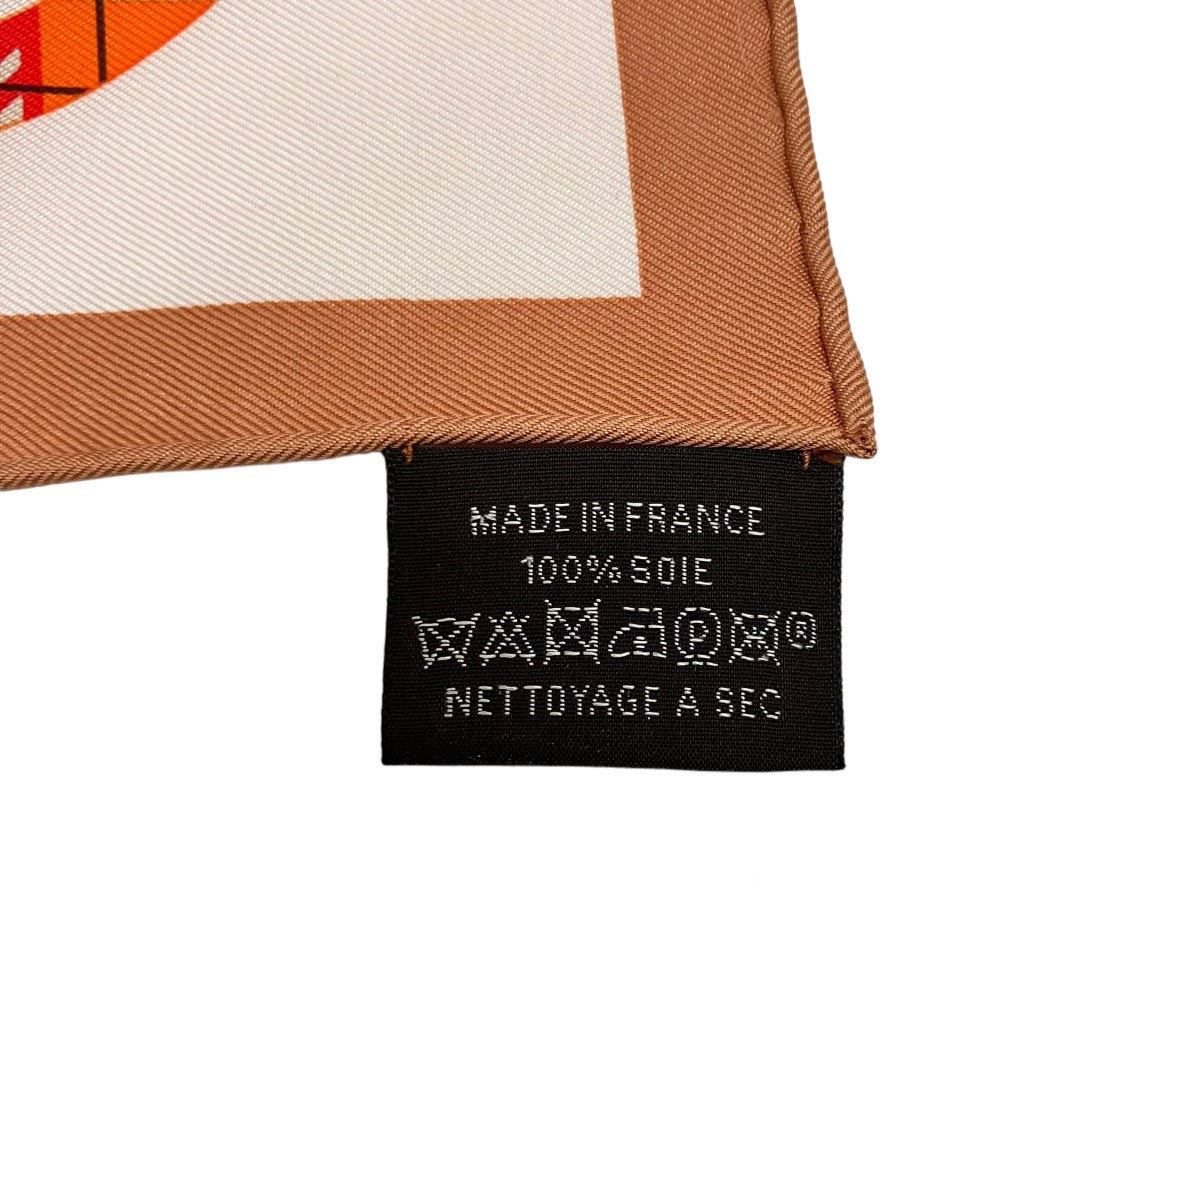 MADE IN FRANCE
100% SOIE
P ®
NETTOYAGE A SEC